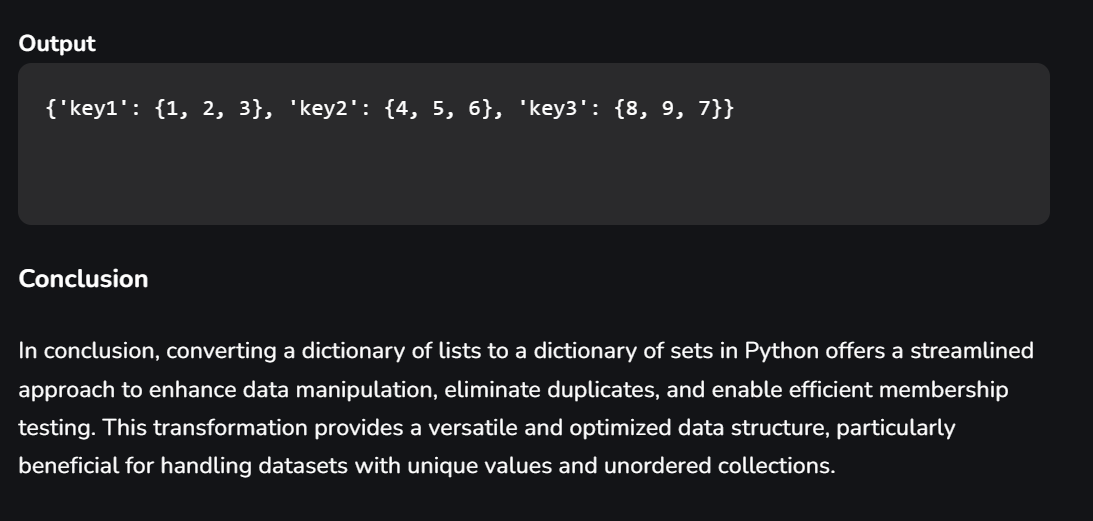 Output
{'key1': {1, 2, 3}, 'key2': {4, 5, 6}, 'key3': {8, 9, 7}}
Conclusion
In conclusion, converting a dictionary of lists to a dictionary of sets in Python offers a streamlined
approach to enhance data manipulation, eliminate duplicates, and enable efficient membership
testing. This transformation provides a versatile and optimized data structure, particularly
beneficial for handling datasets with unique values and unordered collections.